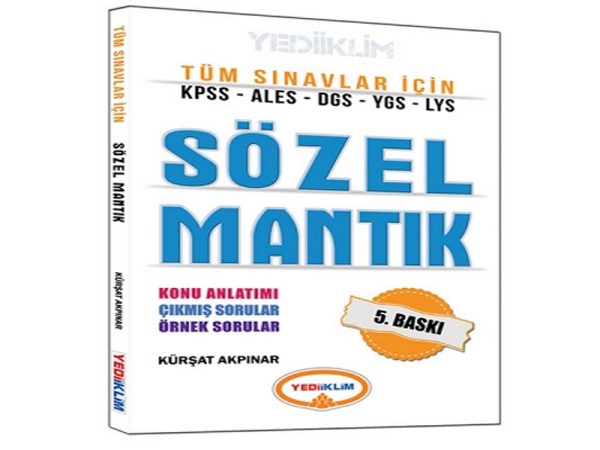 YEDİİKLİM
TÜM SINAVLAR İÇİN
KPSS - ALES - DGS - YGS - LYS
SÖZEL
MANTIK
KONU ANLATIMI
ÇIKMIŞ SORULAR
ÖRNEK SORULAR
5. BASKI
KÜRŞAT AKPINAR
YEDİİKLİM
TÜM SINAVLAR İÇİN
SÖZEL MANTIK
KÜRŞAT AKPINAR
YEDİİKLİM